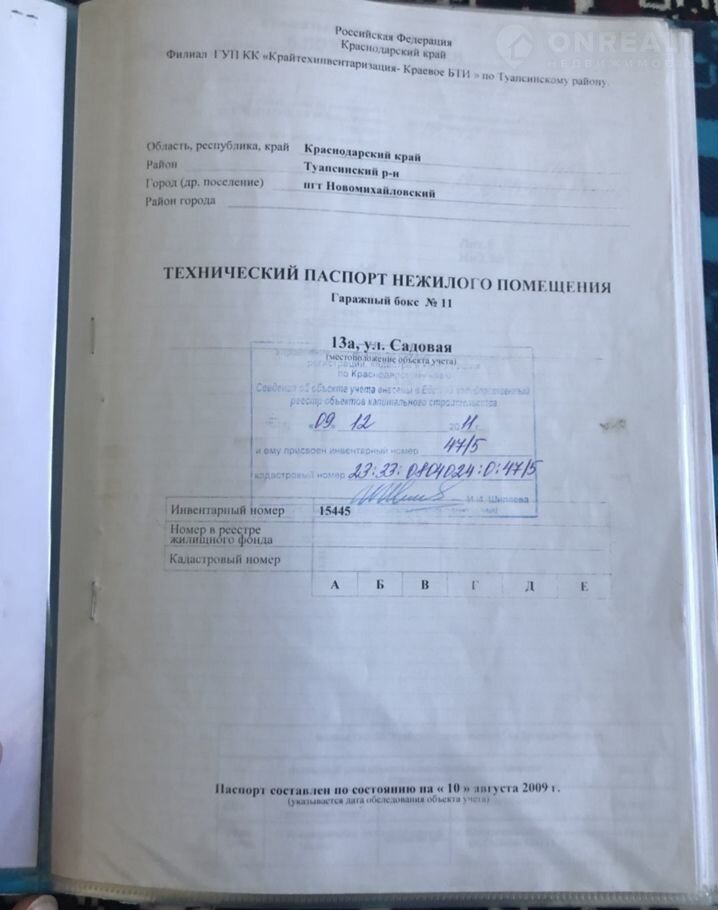 ONREALT
НЕДВИЖИМОСТЬ
Российская Федерация
Краснодарский край
Филиал ГУП КК «Крайтехинвентаризация- Краевое БТИ » по Туапсинскому району.
Область, республика, край Краснодарский край
Район Туапсинский р-н
Город (др. поселение) пгт Новомихайловский
Район города
ТЕХНИЧЕСКИЙ ПАСПОРТ НЕЖИЛОГО ПОМЕЩЕНИЯ
Гаражный бокс № 11
13а, ул. Садовая
(местоположение объекта учета)
по Краснодарскому краю
Сведения об объекте учета внесены в Единый государственный
реестр объектов капитального строительства
«09» 12 2011 г.
и ему присвоен инвентарный номер 47/5
кадастровый номер 23:33:0804024:0:47/5
И.И. Шиляева
Инвентарный номер 15445
Номер в реестре
жилищного фонда
Кадастровый номер
А Б В Г Д Е
Паспорт составлен по состоянию на « 10 » августа 2009 г.
(указывается дата обследования объекта учета)